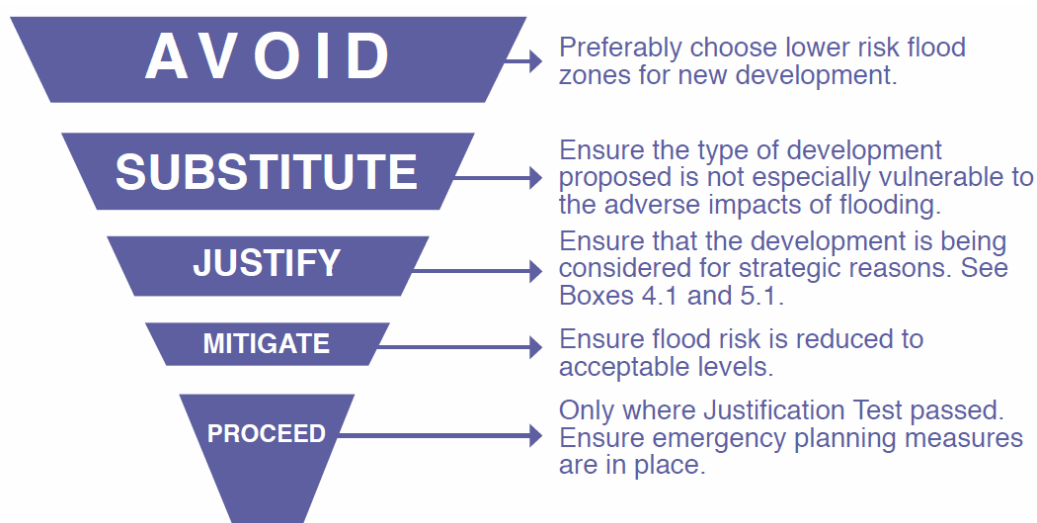 AVOID
Preferably choose lower risk flood
zones for new development.
SUBSTITUTE
Ensure the type of development
proposed is not especially vulnerable to
the adverse impacts of flooding.
JUSTIFY
Ensure that the development is being
considered for strategic reasons. See
Boxes 4.1 and 5.1.
MITIGATE
Ensure flood risk is reduced to
acceptable levels.
PROCEED
Only where Justification Test passed.
Ensure emergency planning measures
are in place.